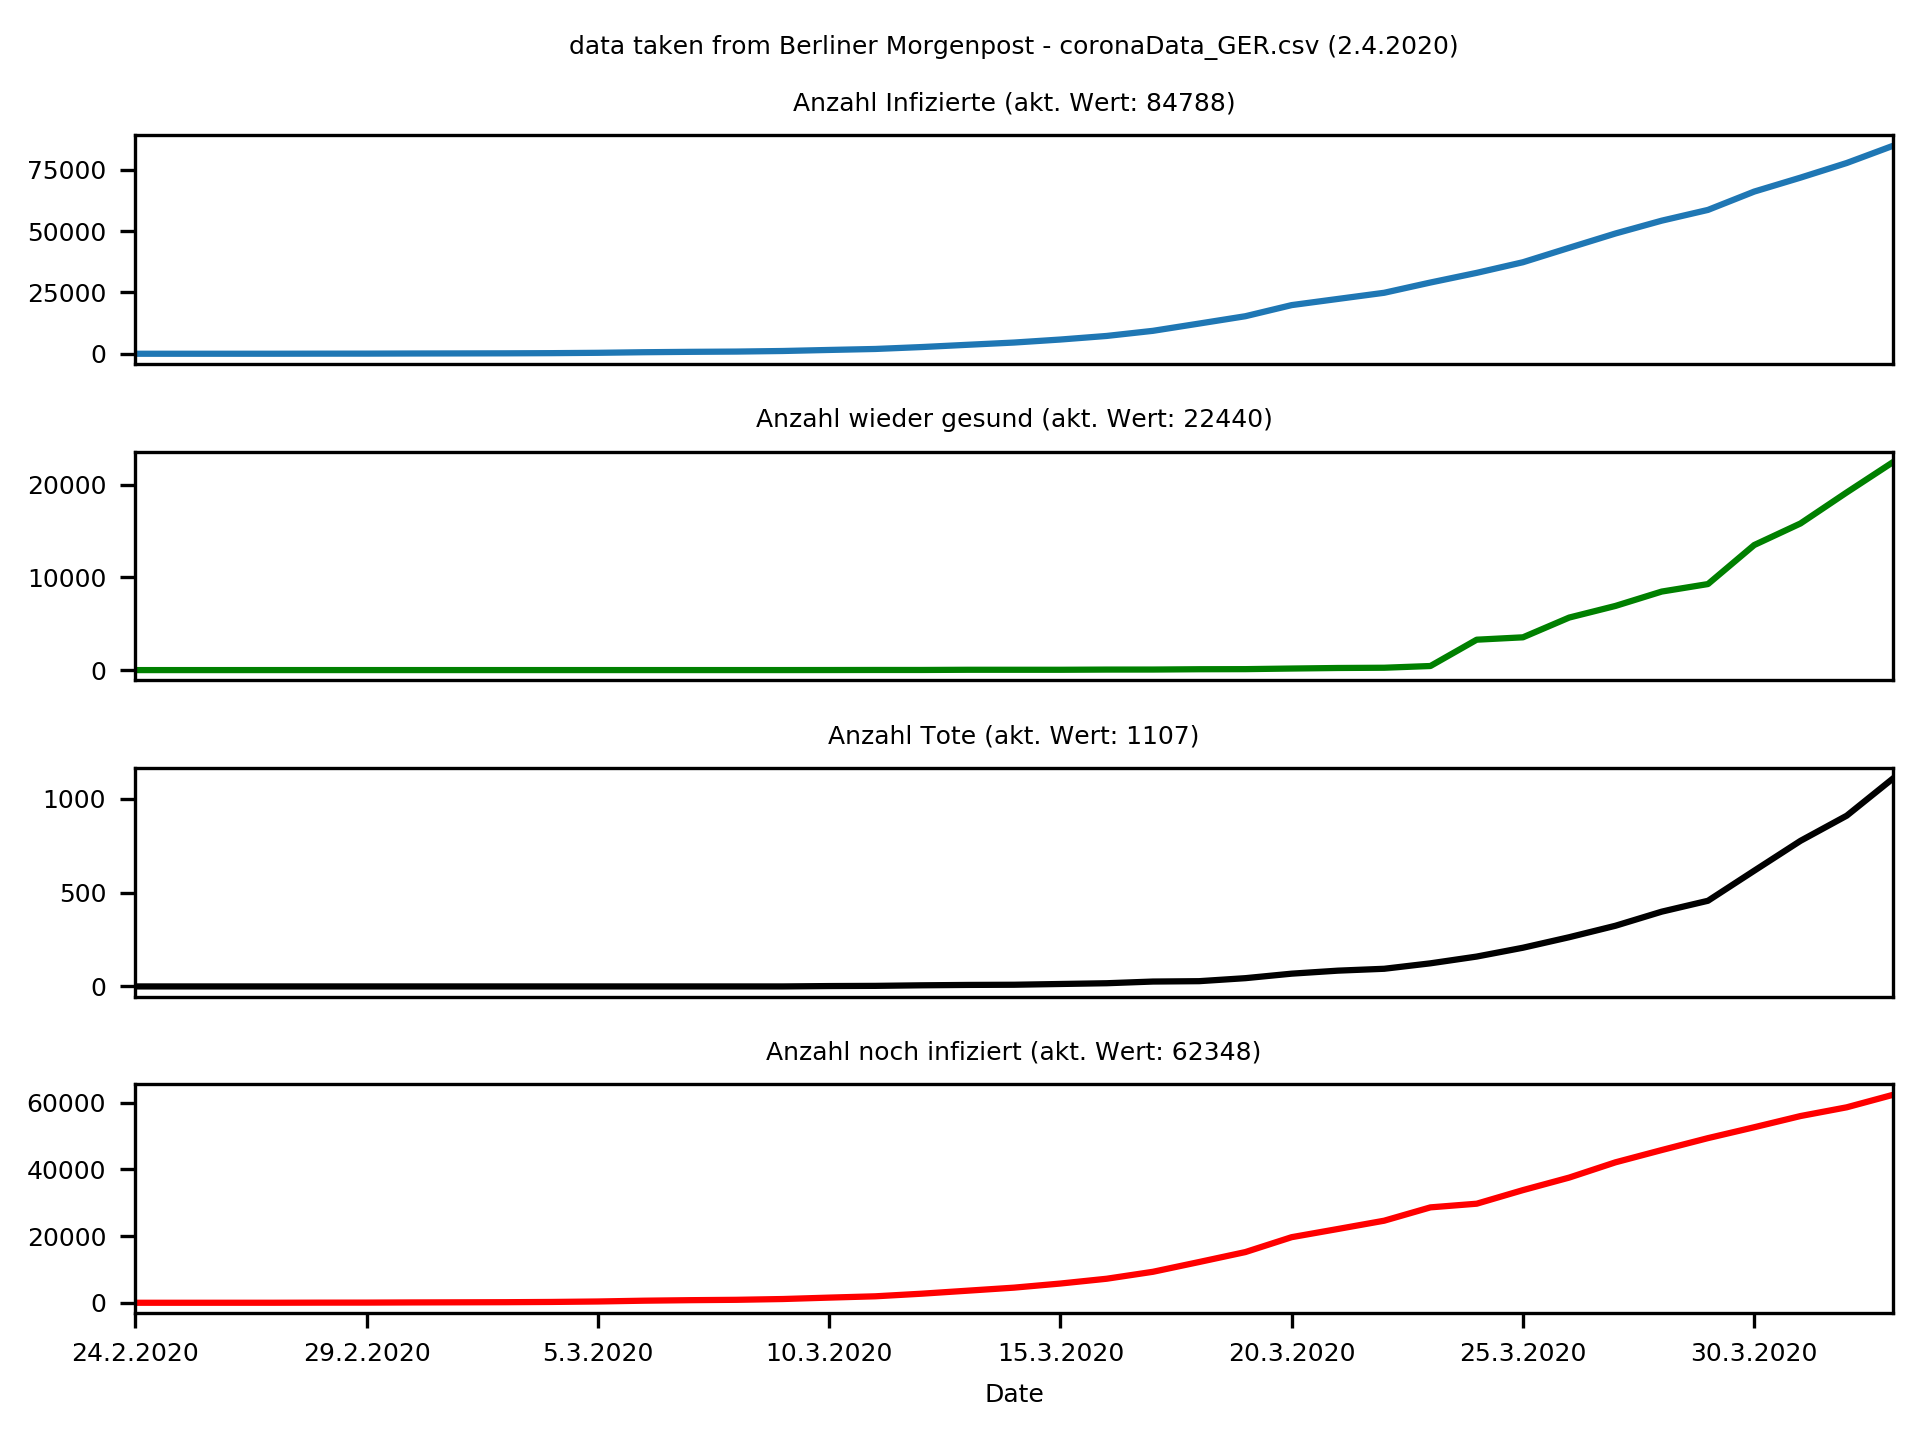 data taken from Berliner Morgenpost - coronaData_GER.csv (2.4.2020)
Anzahl Infizierte (akt. Wert: 84788)
75000
50000
25000
0
Anzahl wieder gesund (akt. Wert: 22440)
20000
10000
0
Anzahl Tote (akt. Wert: 1107)
1000
500
0
Anzahl noch infiziert (akt. Wert: 62348)
60000
40000
20000
0
24.2.2020 29.2.2020 5.3.2020 10.3.2020 15.3.2020 20.3.2020 25.3.2020 30.3.2020
Date